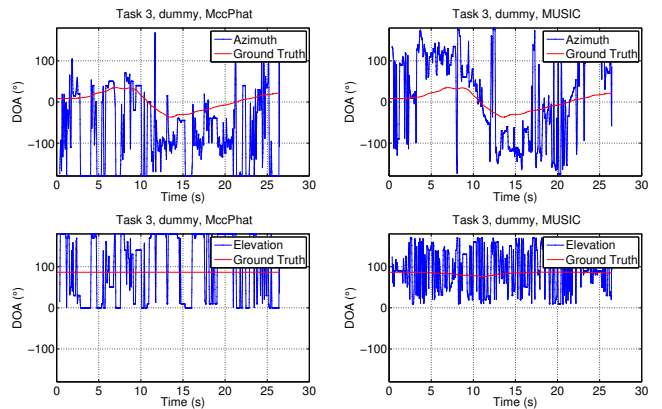 Task 3, dummy, MccPhat
DOA (°)
100
0
−100
0 5 10 15 20 25 30
Time (s)
Azimuth
Ground Truth
Task 3, dummy, MUSIC
DOA (°)
100
0
−100
0 5 10 15 20 25 30
Time (s)
Azimuth
Ground Truth
Task 3, dummy, MccPhat
DOA (°)
100
0
−100
0 5 10 15 20 25 30
Time (s)
Elevation
Ground Truth
Task 3, dummy, MUSIC
DOA (°)
100
0
−100
0 5 10 15 20 25 30
Time (s)
Elevation
Ground Truth